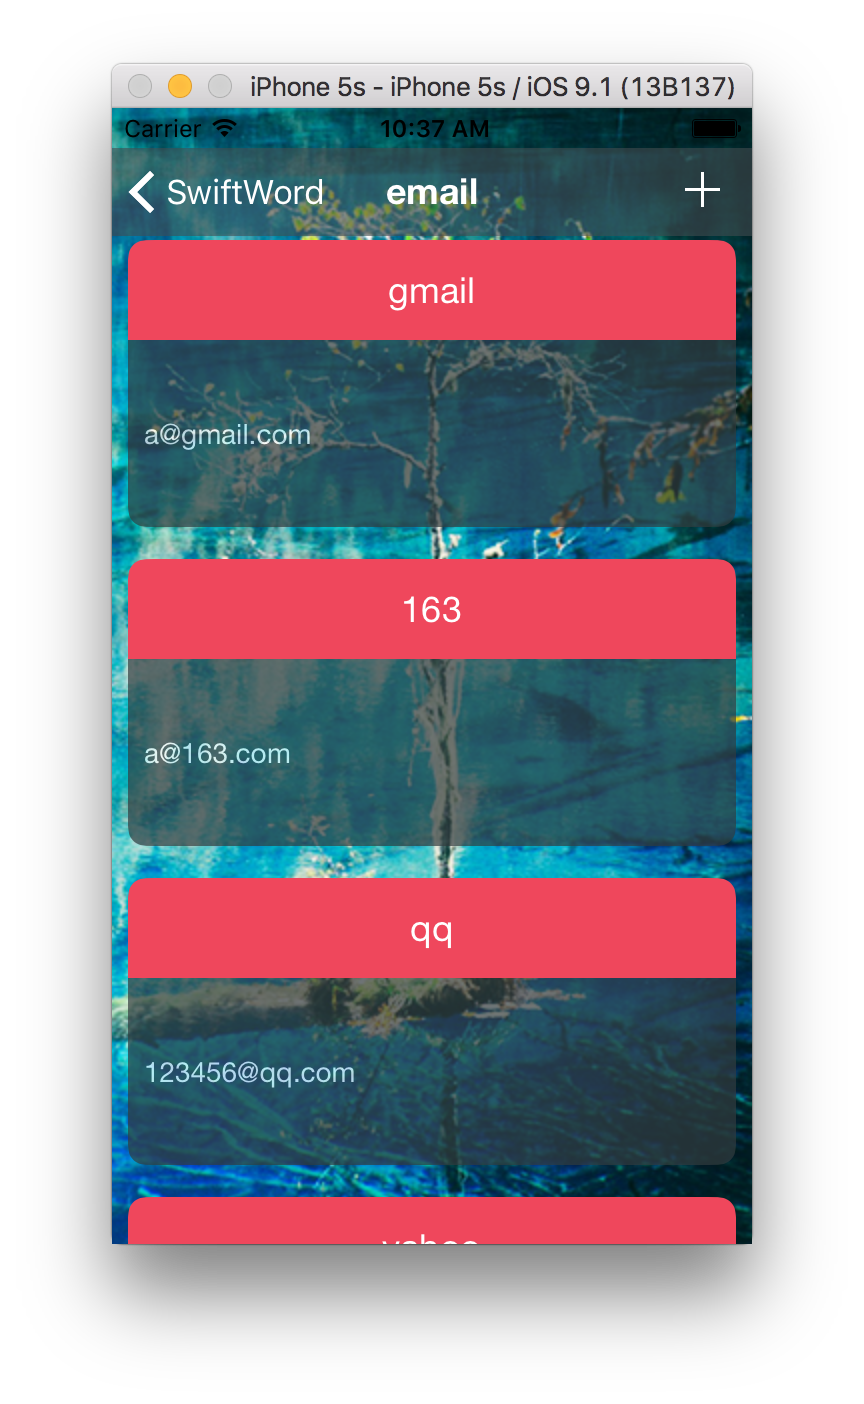 iPhone 5s - iPhone 5s / iOS 9.1 (13B137)
Carrier 10:37 AM
SwiftWord email +
gmail
a@gmail.com
163
a@163.com
qq
123456@qq.com
yahoo